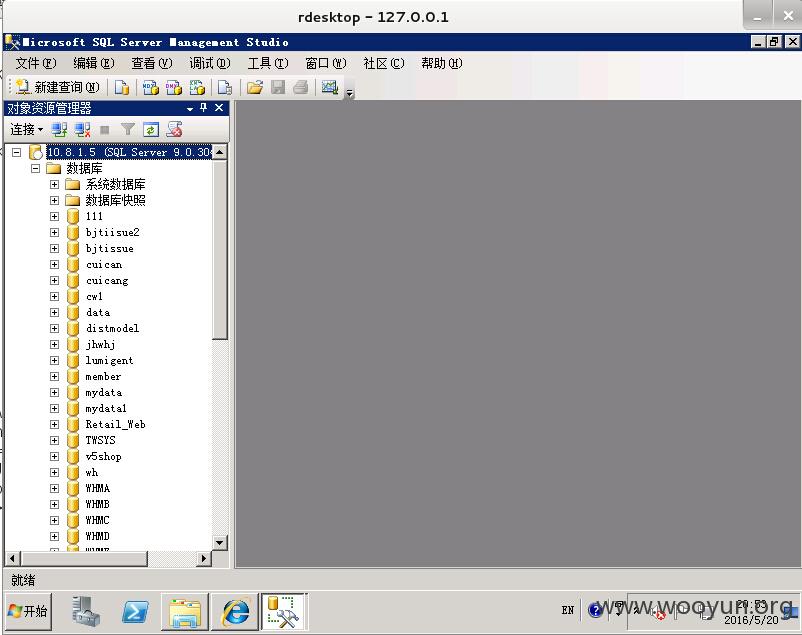 rdesktop - 127.0.0.1
Microsoft SQL Server Management Studio
文件(F) 编辑(E) 查看(V) 调试(D) 工具(T) 窗口(W) 社区(C) 帮助(H)
新建查询(N)
对象资源管理器
连接
10.8.1.5 (SQL Server 9.0.30
数据库
系统数据库
数据库快照
111
bjtiisue2
bjtissue
cuican
cuicang
cw1
data
distmodel
jhwhj
lumigent
member
mydata
mydata1
Retail_Web
TWSYS
v5shop
wh
WHMA
WHMB
WHMC
WHMD
就绪
开始
EN
www.wooyun.org
20:53
2016/5/20